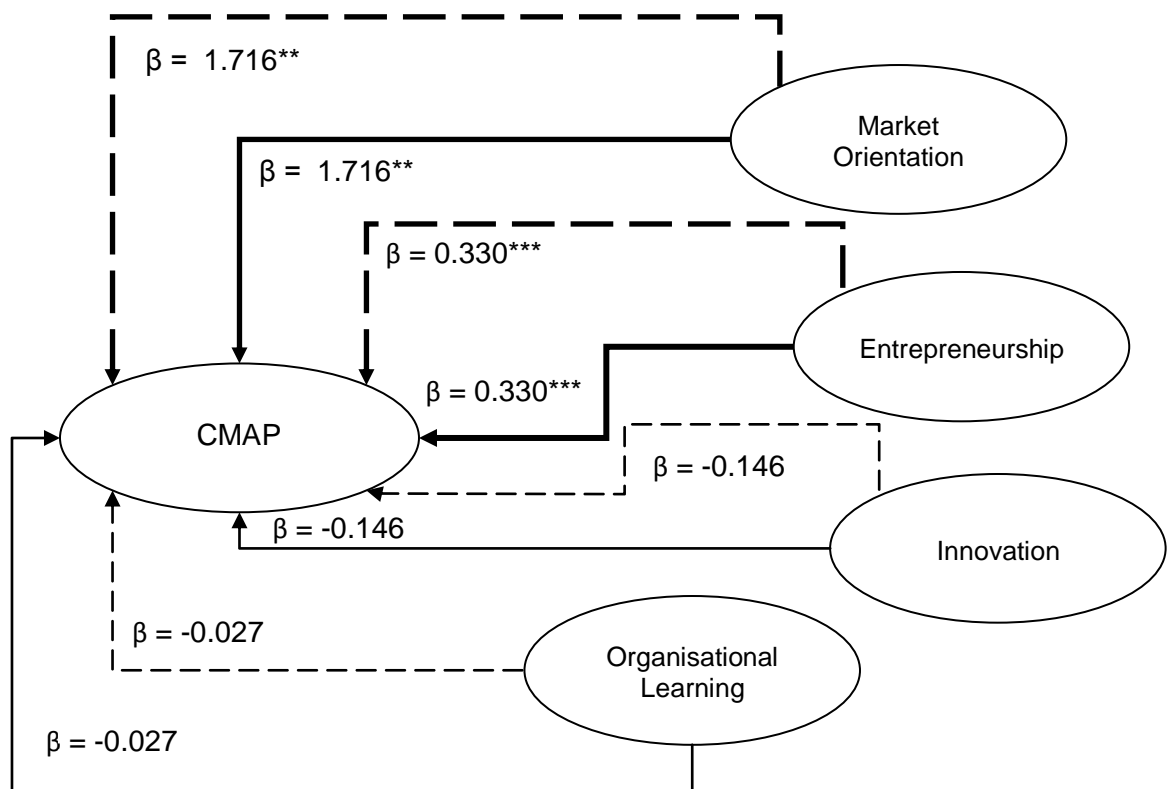 β =  1.716**
Market
Orientation
β =  1.716**
β = 0.330***
Entrepreneurship
β = 0.330***
CMAP
β = -0.146
β = -0.146
Innovation
β = -0.027
Organisational
Learning
β = -0.027